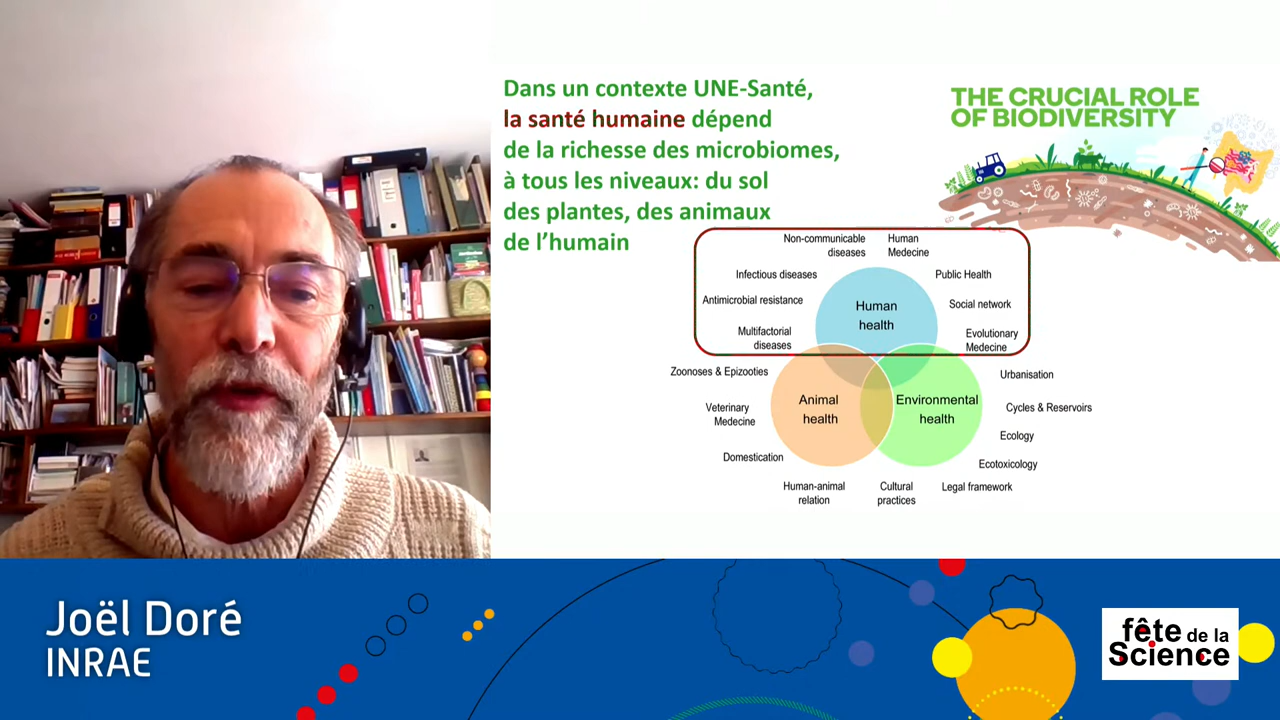 Dans un contexte UNE-Santé,
la santé humaine dépend
de la richesse des microbiomes,
à tous les niveaux: du sol
des plantes, des animaux
de l’humain
THE CRUCIAL ROLE
OF BIODIVERSITY
Non-communicable
diseases
Human
Medecine
Infectious diseases
Public Health
Antimicrobial resistance
Social network
Human
health
Multifactorial
diseases
Evolutionary
Medecine
Zoonoses & Epizooties
Urbanisation
Animal
health
Environmental
health
Veterinary
Medecine
Cycles & Reservoirs
Ecology
Domestication
Ecotoxicology
Human-animal
relation
Cultural
practices
Legal framework
Joël Doré
INRAE
fête de la
Science